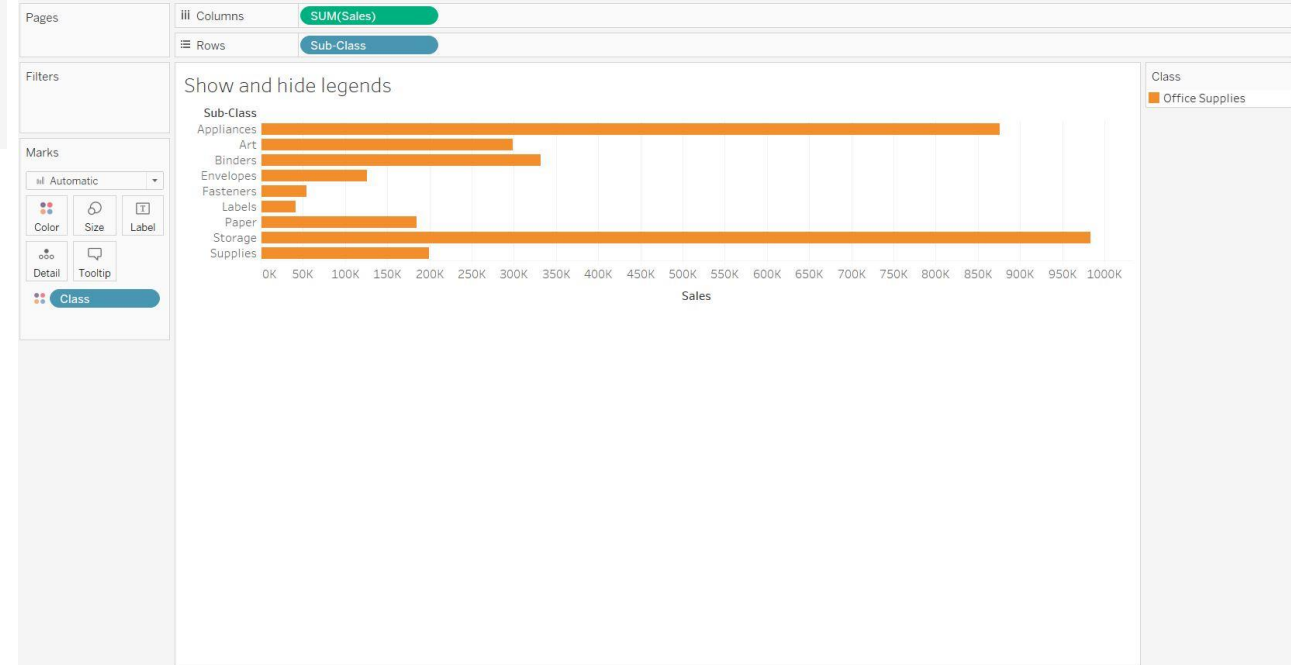 Pages
Columns
SUM(Sales)
Rows
Sub-Class
Filters
Marks
Automatic
Color
Size
T
Label
Detail
Tooltip
Class
Show and hide legends
Sub-Class
Appliances
Art
Binders
Envelopes
Fasteners
Labels
Paper
Storage
Supplies
0K 50K 100K 150K 200K 250K 300K 350K 400K 450K 500K 550K 600K 650K 700K 750K 800K 850K 900K 950K 1000K
Sales
Class
Office Supplies